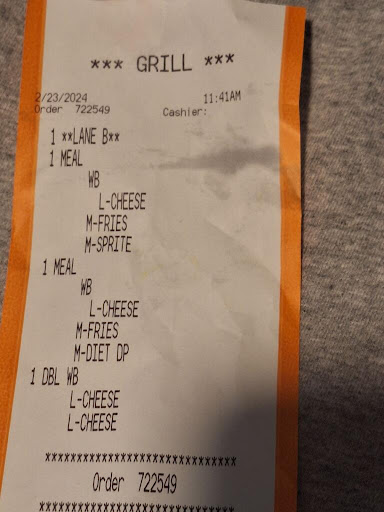 *** GRILL ***
2/23/2024 11:41AM
Order 722549 Cashier:
1 **LANE B**
1 MEAL
WB
L-CHEESE
M-FRIES
M-SPRITE
1 MEAL
WB
L-CHEESE
M-FRIES
M-DIET DP
1 DBL WB
L-CHEESE
L-CHEESE
******************************
Order 722549
******************************